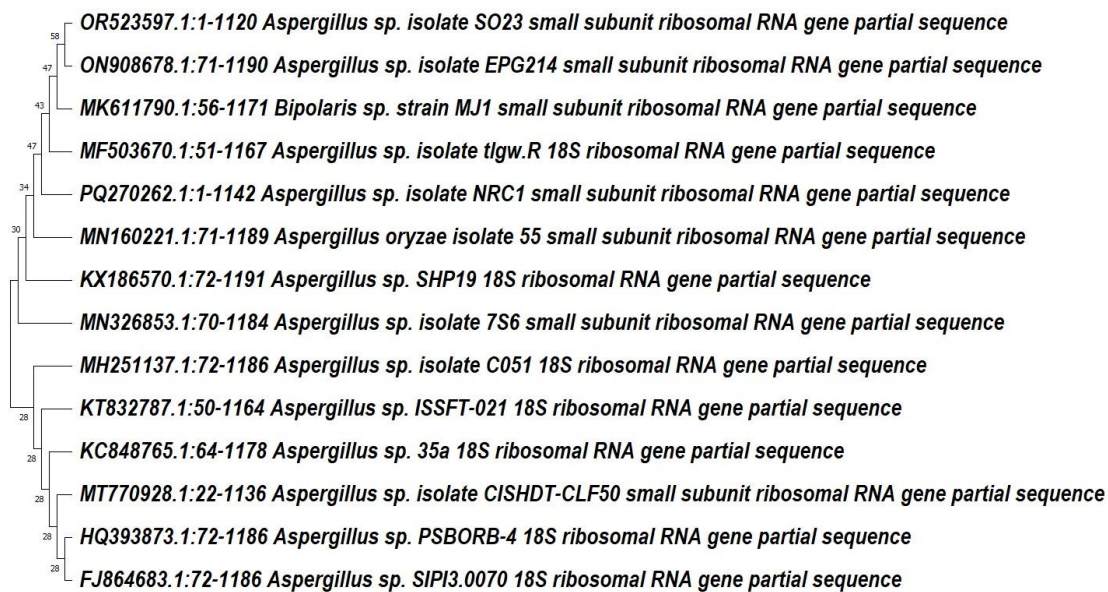 OR523597.1:1-1120 Aspergillus sp. isolate SO23 small subunit ribosomal RNA gene partial sequence
58
ON908678.1:71-1190 Aspergillus sp. isolate EPG214 small subunit ribosomal RNA gene partial sequence
47
MK611790.1:56-1171 Bipolaris sp. strain MJ1 small subunit ribosomal RNA gene partial sequence
43
MF503670.1:51-1167 Aspergillus sp. isolate tlgw.R 18S ribosomal RNA gene partial sequence
47
PQ270262.1:1-1142 Aspergillus sp. isolate NRC1 small subunit ribosomal RNA gene partial sequence
34
MN160221.1:71-1189 Aspergillus oryzae isolate 55 small subunit ribosomal RNA gene partial sequence
30
KX186570.1:72-1191 Aspergillus sp. SHP19 18S ribosomal RNA gene partial sequence
MN326853.1:70-1184 Aspergillus sp. isolate 7S6 small subunit ribosomal RNA gene partial sequence
MH251137.1:72-1186 Aspergillus sp. isolate C051 18S ribosomal RNA gene partial sequence
28
KT832787.1:50-1164 Aspergillus sp. ISSFT-021 18S ribosomal RNA gene partial sequence
28
KC848765.1:64-1178 Aspergillus sp. 35a 18S ribosomal RNA gene partial sequence
28
MT770928.1:22-1136 Aspergillus sp. isolate CISHDT-CLF50 small subunit ribosomal RNA gene partial sequence
28
HQ393873.1:72-1186 Aspergillus sp. PSBORB-4 18S ribosomal RNA gene partial sequence
28
FJ864683.1:72-1186 Aspergillus sp. SIPI3.0070 18S ribosomal RNA gene partial sequence